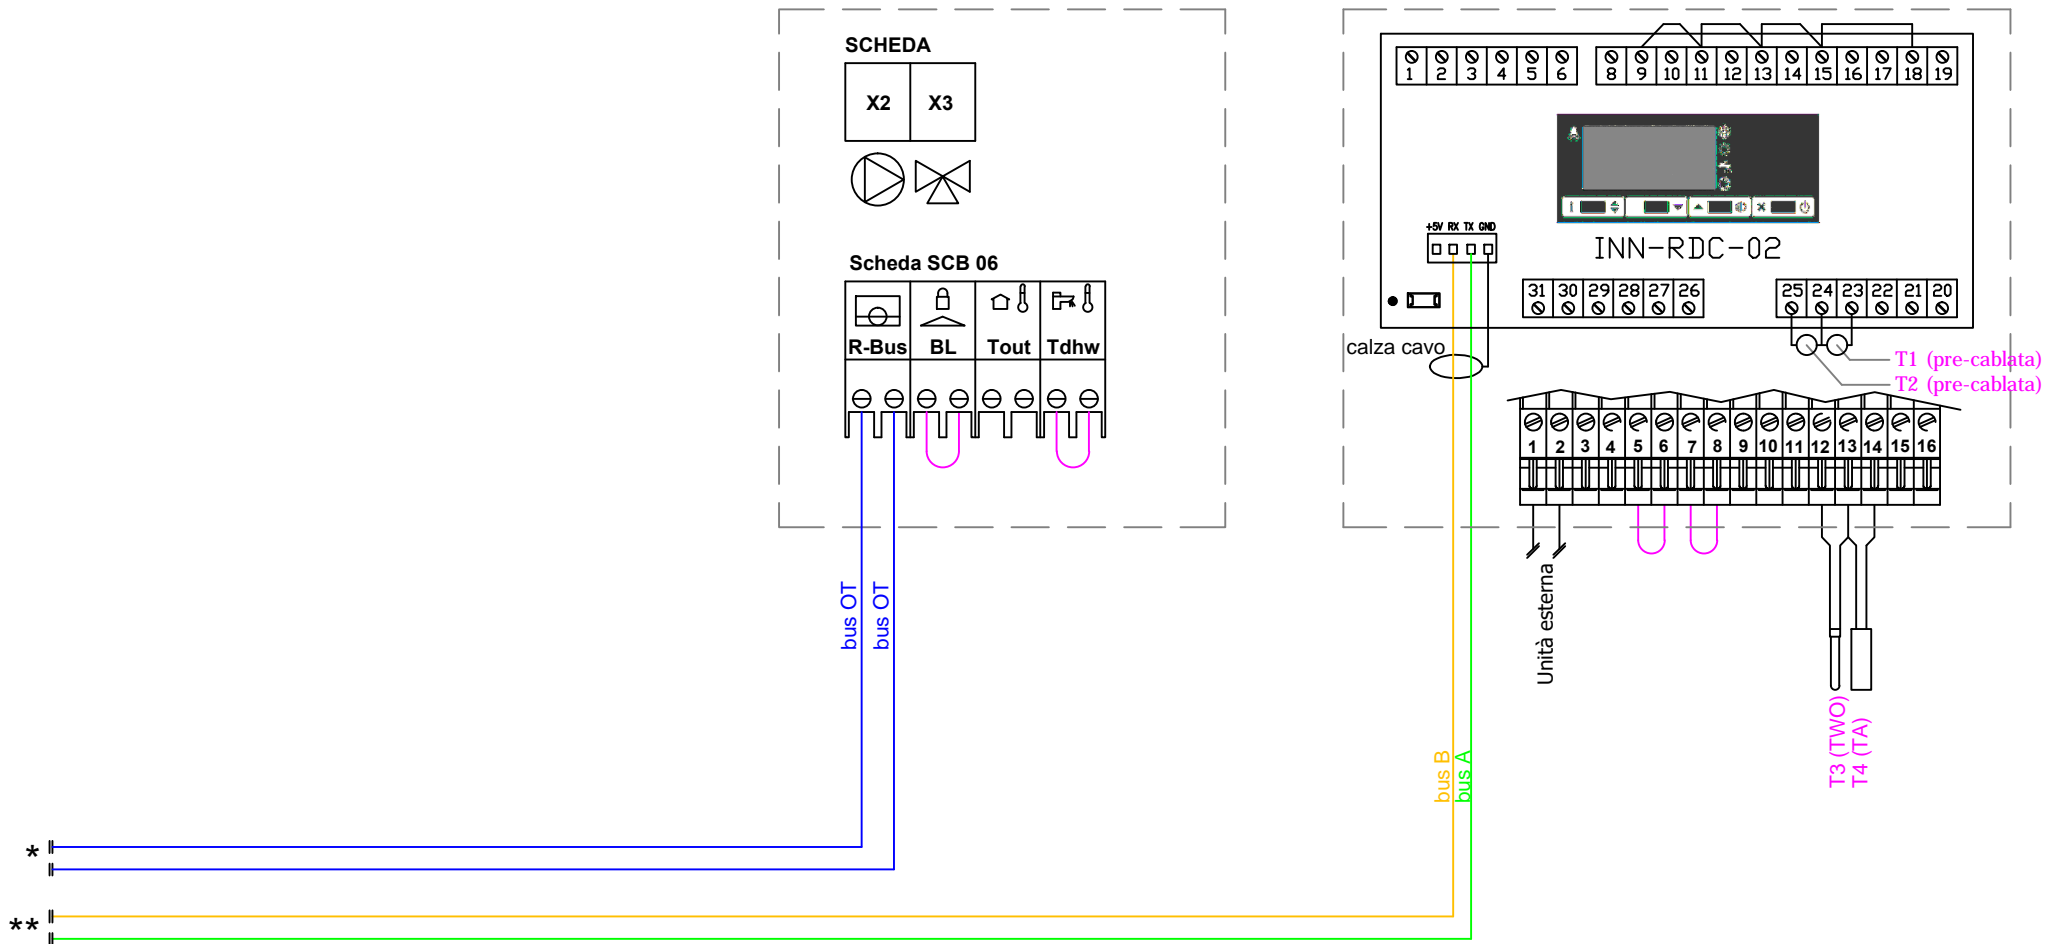 SCHEDA
X2 X3
Scheda SCB 06
R-Bus BL Tout Tdhw
bus OT
bus OT
1 2 3 4 5 6
8 9 10 11 12 13 14 15 16 17 18 19
+5V RX TX GND
INN-RDC-02
31 30 29 28 27 26
25 24 23 22 21 20
calza cavo
T1 (pre-cablata)
T2 (pre-cablata)
1 2 3 4 5 6 7 8 9 10 11 12 13 14 15 16
Unità esterna
T3 (TWO)
T4 (TA)
bus B
bus A
*
**